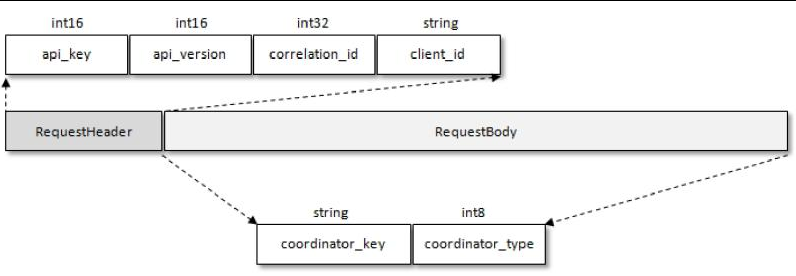 int16 int16 int32 string
api_key api_version correlation_id client_id
RequestHeader RequestBody
string int8
coordinator_key coordinator_type